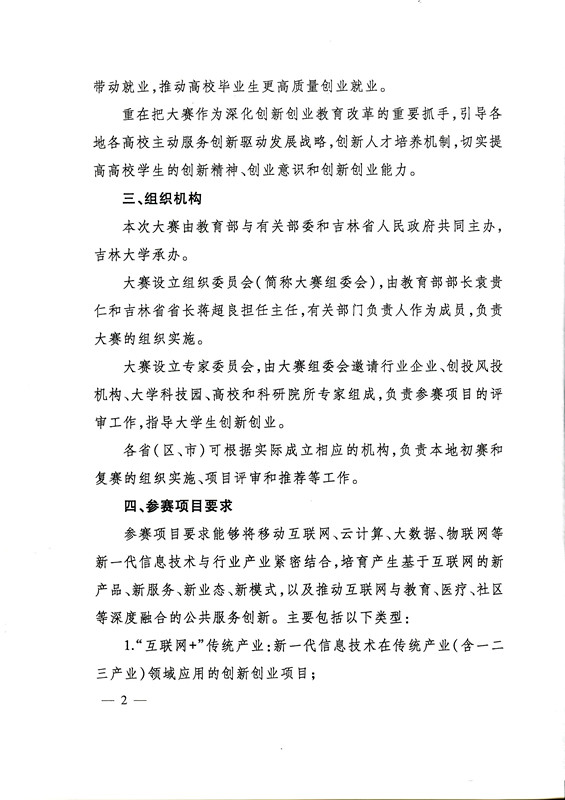 带动就业,推动高校毕业生更高质量创业就业。
重在把大赛作为深化创新创业教育改革的重要抓手,引导各
地各高校主动服务创新驱动发展战略,创新人才培养机制,切实提
高高校学生的创新精神、创业意识和创新创业能力。
三、组织机构
本次大赛由教育部与有关部委和吉林省人民政府共同主办,
吉林大学承办。
大赛设立组织委员会(简称大赛组委会),由教育部部长袁贵
仁和吉林省省长蒋超良担任主任,有关部门负责人作为成员,负责
大赛的组织实施。
大赛设立专家委员会,由大赛组委会邀请行业企业、创投风投
机构、大学科技园、高校和科研院所专家组成,负责参赛项目的评
审工作,指导大学生创新创业。
各省(区、市)可根据实际成立相应的机构,负责本地初赛和
复赛的组织实施、项目评审和推荐等工作。
四、参赛项目要求
参赛项目要求能够将移动互联网、云计算、大数据、物联网等
新一代信息技术与行业产业紧密结合,培育产生基于互联网的新
产品、新服务、新业态、新模式,以及推动互联网与教育、医疗、社区
等深度融合的公共服务创新。主要包括以下类型:
1.“互联网+”传统产业:新一代信息技术在传统产业(含一二
三产业)领域应用的创新创业项目;
— 2 —